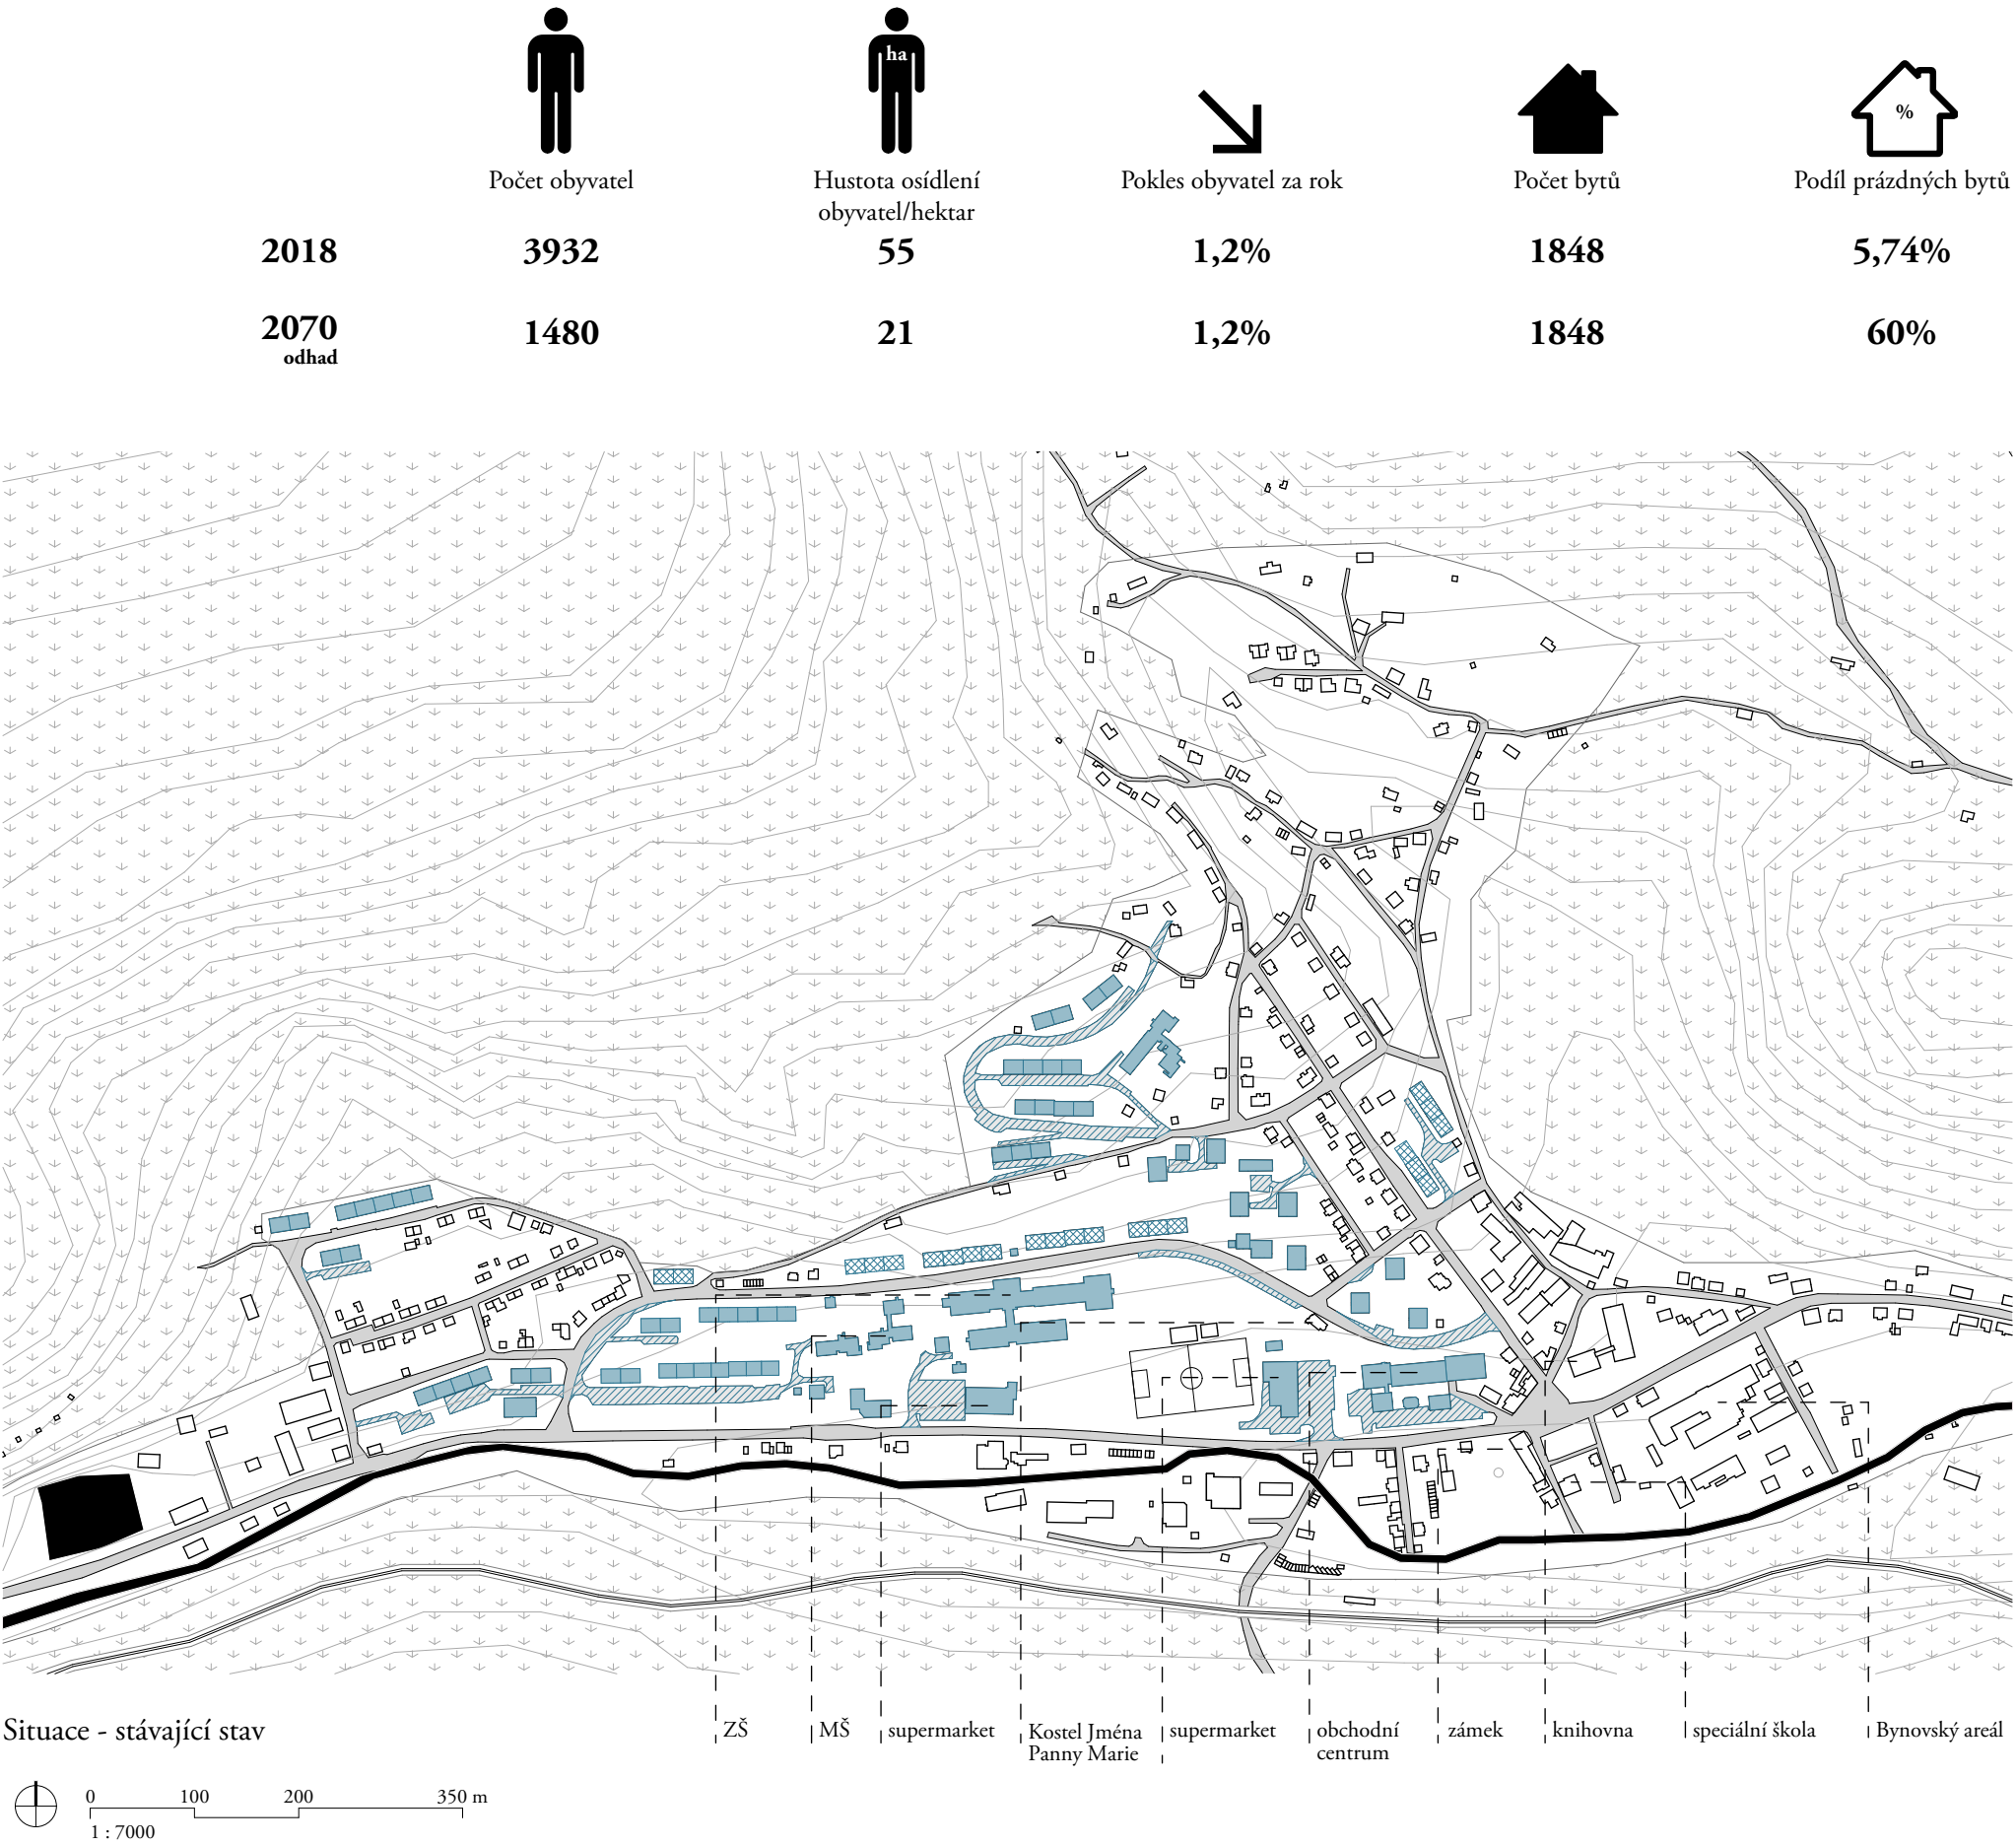 ha
%
Počet obyvatel
Hustota osídlení
obyvatel/hektar
Pokles obyvatel za rok
Počet bytů
Podíl prázdných bytů
2018 3932 55 1,2% 1848 5,74%
2070 1480 21 1,2% 1848 60%
odhad
Situace - stávající stav
ZŠ
MŠ
supermarket
Kostel Jména
Panny Marie
supermarket
obchodní
centrum
zámek
knihovna
speciální škola
Bynovský areál
0 100 200 350 m
1 : 7000